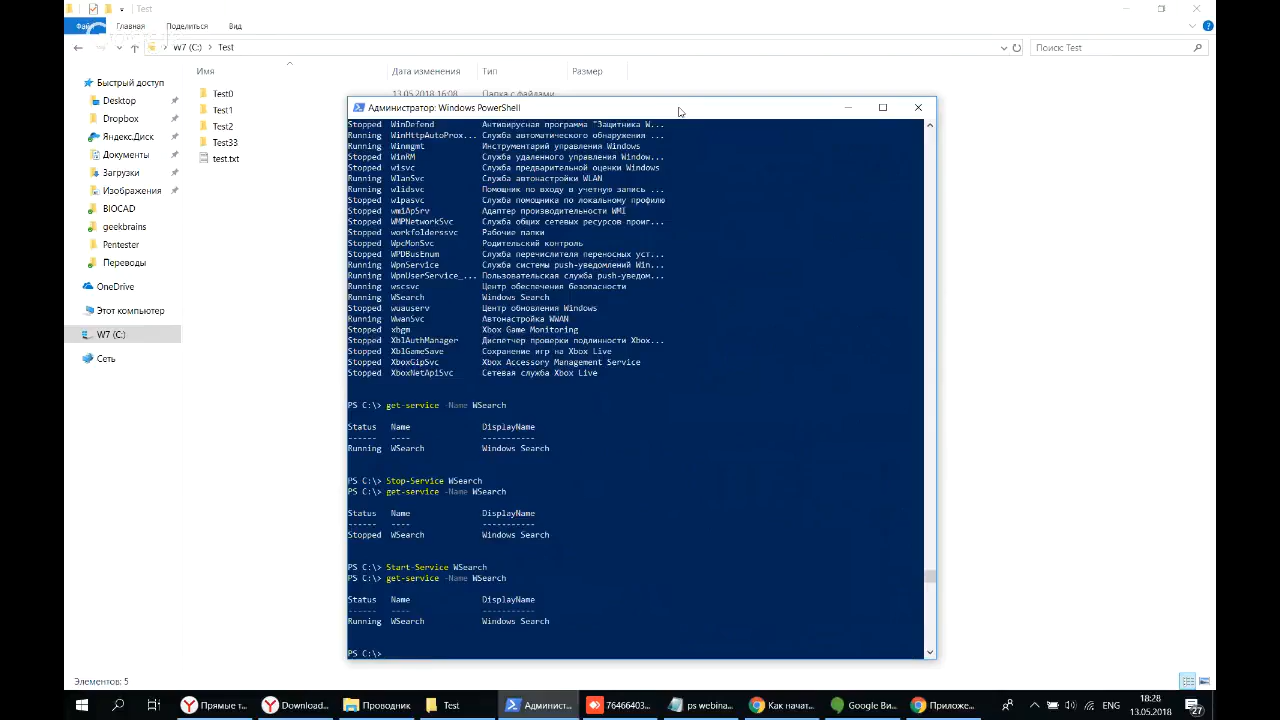 Test
Файл Главная Поделиться Вид
W7 (C:) Test Поиск: Test
Имя Дата изменения Тип Размер
Быстрый доступ
Desktop
Dropbox
Яндекс.Диск
Документы
Загрузки
Изображения
BIOCAD
geekbrains
Pentester
Переводы
OneDrive
Этот компьютер
W7 (C:)
Сеть
Test0 13.05.2018 16:08 Папка с файлами
Test1
Test2
Test33
test.txt
Администратор: Windows PowerShell
Stopped WinDefend Антивирусная программа "Защитника W...
Running WinHttpAutoProx... Служба автоматического обнаружения ...
Running Winmgmt Инструментарий управления Windows
Stopped WinRM Служба удаленного управления Window...
Stopped wisvc Служба предварительной оценки Windows
Running WlanSvc Служба автонастройки WLAN
Running wlidsvc Помощник по входу в учетную запись ...
Stopped wlpasvc Служба помощника по локальному профилю
Stopped wmiApSrv Адаптер производительности WMI
Stopped WMPNetworkSvc Служба общих сетевых ресурсов проиг...
Stopped workfolderssvc Рабочие папки
Stopped WpcMonSvc Родительский контроль
Stopped WPDBusEnum Служба перечислителя переносных уст...
Running WpnService Служба системы push-уведомлений Win...
Running WpnUserService_... Пользовательская служба push-уведом...
Running wscsvc Центр обеспечения безопасности
Running WSearch Windows Search
Stopped wuauserv Центр обновления Windows
Running WwanSvc Автонастройка WWAN
Stopped xbgm Xbox Game Monitoring
Stopped XblAuthManager Диспетчер проверки подлинности Xbox...
Stopped XblGameSave Сохранение игр на Xbox Live
Stopped XboxGipSvc Xbox Accessory Management Service
Stopped XboxNetApiSvc Сетевая служба Xbox Live
PS C:\> get-service -Name WSearch
Status Name DisplayName
------ ---- -----------
Running WSearch Windows Search
PS C:\> Stop-Service WSearch
PS C:\> get-service -Name WSearch
Status Name DisplayName
------ ---- -----------
Stopped WSearch Windows Search
PS C:\> Start-Service WSearch
PS C:\> get-service -Name WSearch
Status Name DisplayName
------ ---- -----------
Running WSearch Windows Search
PS C:\>
Элементов: 5
Прямые т... Download... Проводник Test Админист... 76466403... ps webina... Как начат... Google Ви... Приложе... ENG 18:28
13.05.2018 27